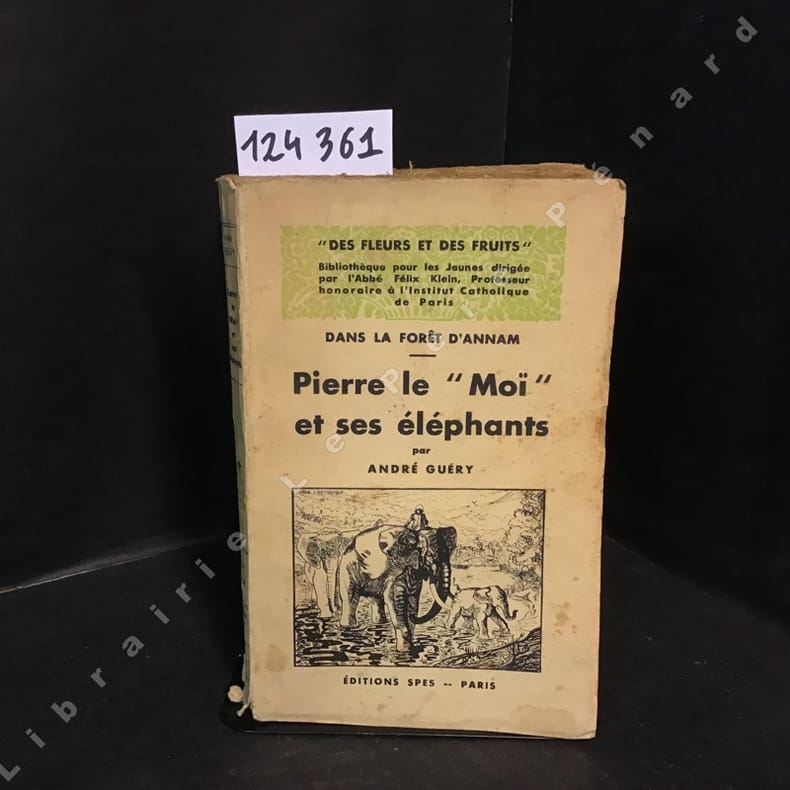 124 361
"DES FLEURS ET DES FRUITS"
Bibliothèque pour les Jaunes dirigée
par l'Abbé Félix Klein, Professeur
honoraire à l'Institut Catholique
de Paris
DANS LA FORÊT D'ANNAM
Pierre le "Moï"
et ses éléphants
par
ANDRÉ GUÉRY
ÉDITIONS SPES -- PARIS
Librairie Le Père Pénard